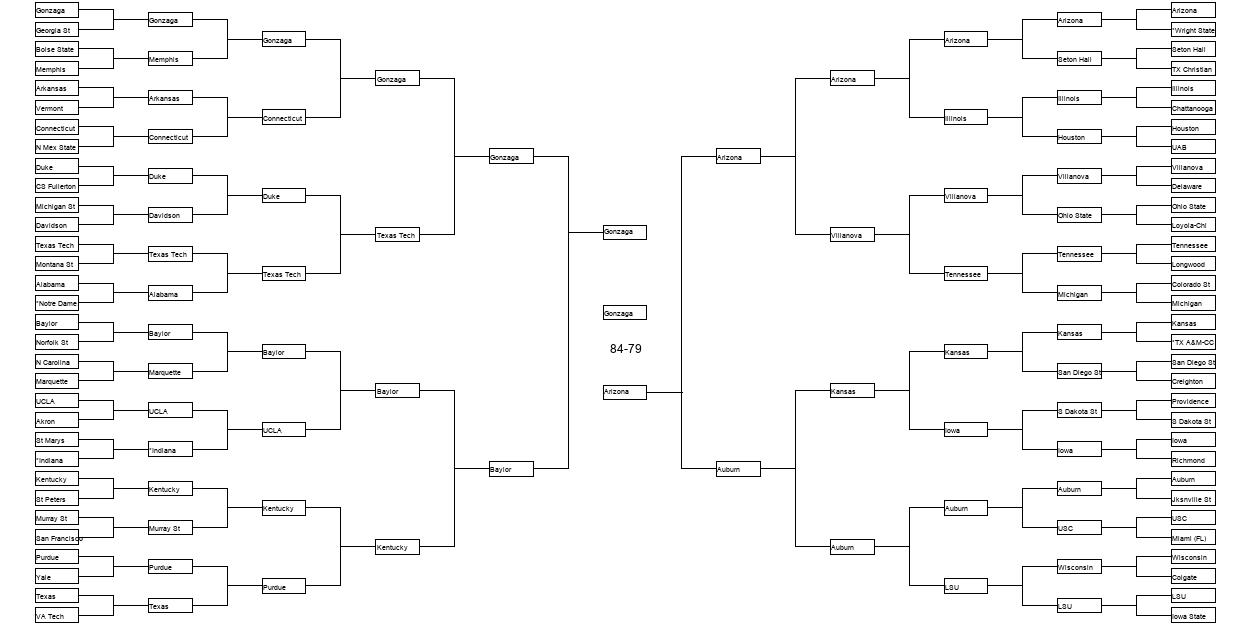 Gonzaga
Georgia St
Boise State
Memphis
Arkansas
Vermont
Connecticut
N Mex State
Duke
CS Fullerton
Michigan St
Davidson
Texas Tech
Montana St
Alabama
*Notre Dame
Baylor
Norfolk St
N Carolina
Marquette
UCLA
Akron
St Marys
*Indiana
Kentucky
St Peters
Murray St
San Francisco
Purdue
Yale
Texas
VA Tech
Gonzaga
Memphis
Arkansas
Connecticut
Duke
Davidson
Texas Tech
Alabama
Baylor
Marquette
UCLA
*Indiana
Kentucky
Murray St
Purdue
Texas
Gonzaga
Connecticut
Duke
Texas Tech
Baylor
UCLA
Kentucky
Purdue
Gonzaga
Texas Tech
Baylor
Kentucky
Gonzaga
Baylor
Gonzaga
Gonzaga
84-79
Arizona
Arizona
Auburn
Arizona
Villanova
Kansas
Auburn
Arizona
Illinois
Villanova
Tennessee
Kansas
Iowa
Auburn
LSU
Arizona
Seton Hall
Illinois
Houston
Villanova
Ohio State
Tennessee
Michigan
Kansas
San Diego St
S Dakota St
Iowa
Auburn
USC
Wisconsin
LSU
Arizona
*Wright State
Seton Hall
TX Christian
Illinois
Chattanooga
Houston
UAB
Villanova
Delaware
Ohio State
Loyola-Chi
Tennessee
Longwood
Colorado St
Michigan
Kansas
*TX A&M-CC
San Diego St
Creighton
Providence
S Dakota St
Iowa
Richmond
Auburn
Jksnville St
USC
Miami (FL)
Wisconsin
Colgate
LSU
Iowa State